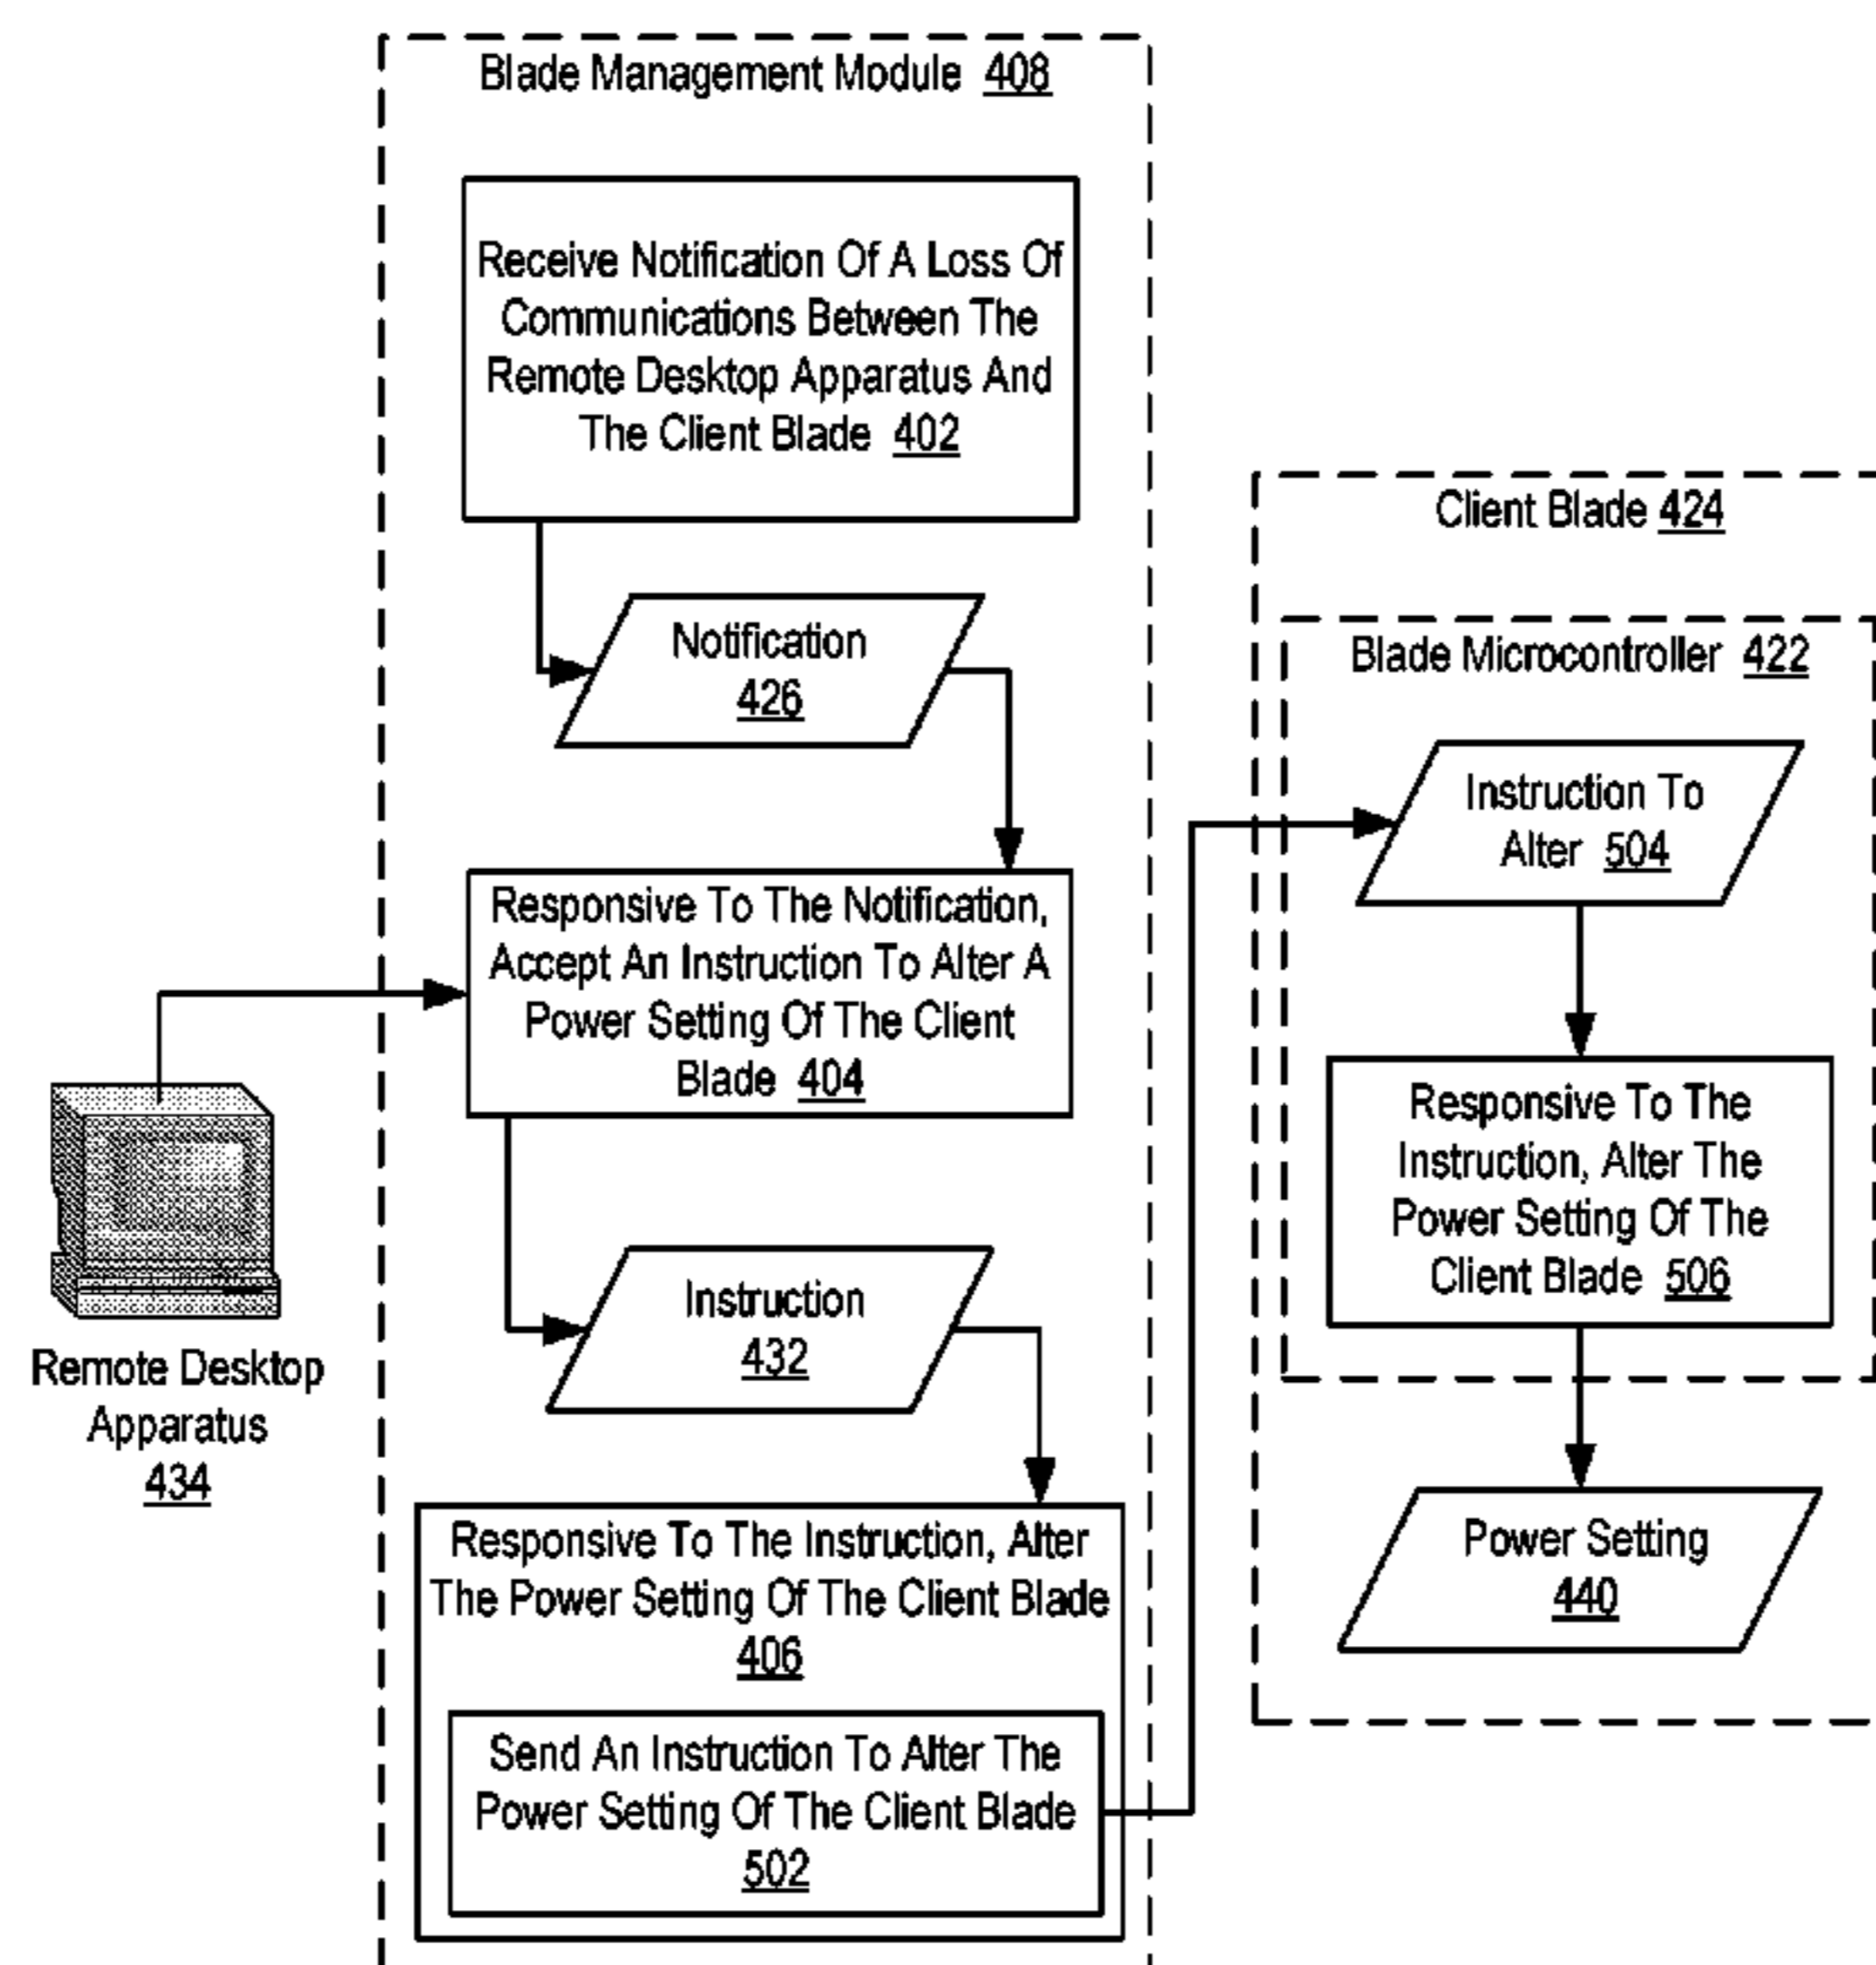 Blade Management Module 408
Receive Notification Of A Loss Of
Communications Between The
Remote Desktop Apparatus And
The Client Blade 402
Notification
426
Responsive To The Notification,
Accept An Instruction To Alter A
Power Setting Of The Client
Blade 404
Remote Desktop
Apparatus
434
Instruction
432
Responsive To The Instruction, Alter
The Power Setting Of The Client Blade
406
Send An Instruction To Alter The
Power Setting Of The Client Blade
502
Client Blade 424
Blade Microcontroller 422
Instruction To
Alter 504
Responsive To The
Instruction, Alter The
Power Setting Of The
Client Blade 506
Power Setting
440